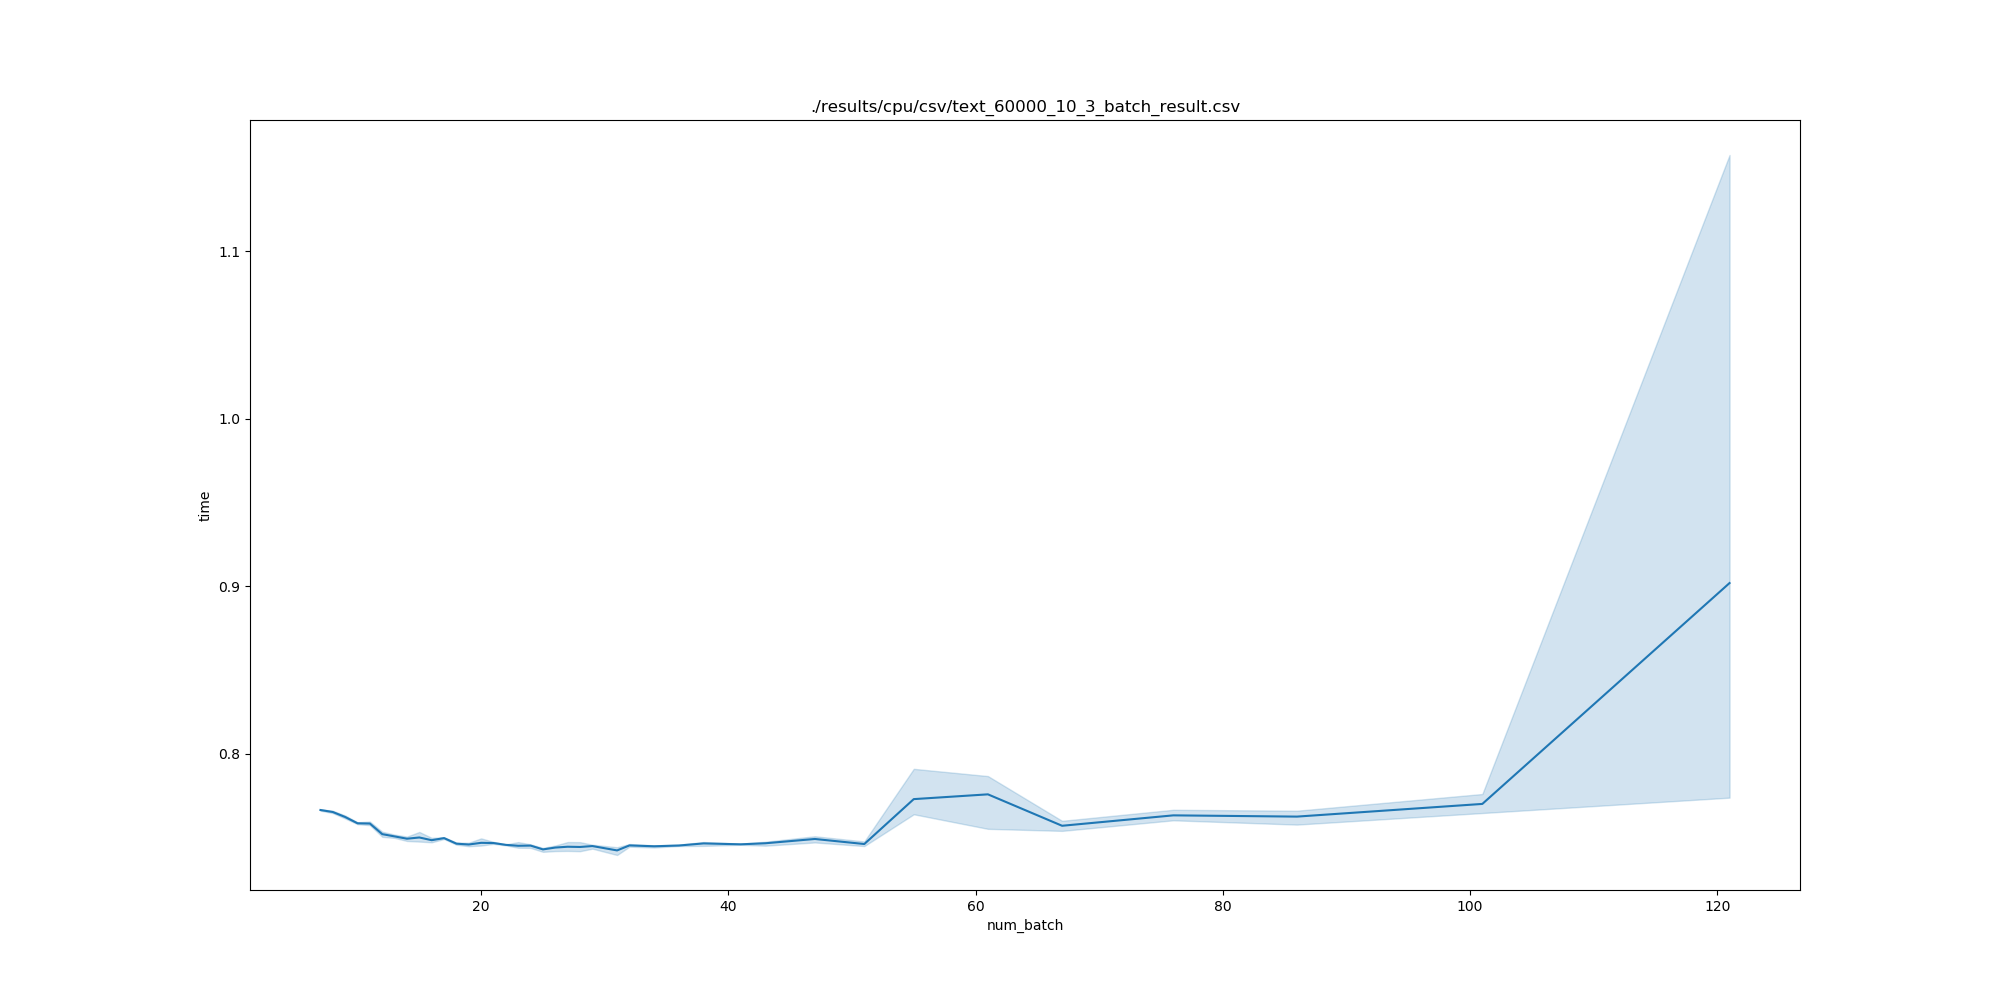 ./results/cpu/csv/text_60000_10_3_batch_result.csv
1.1
1.0
0.9
0.8
time
20 40 60 80 100 120
num_batch